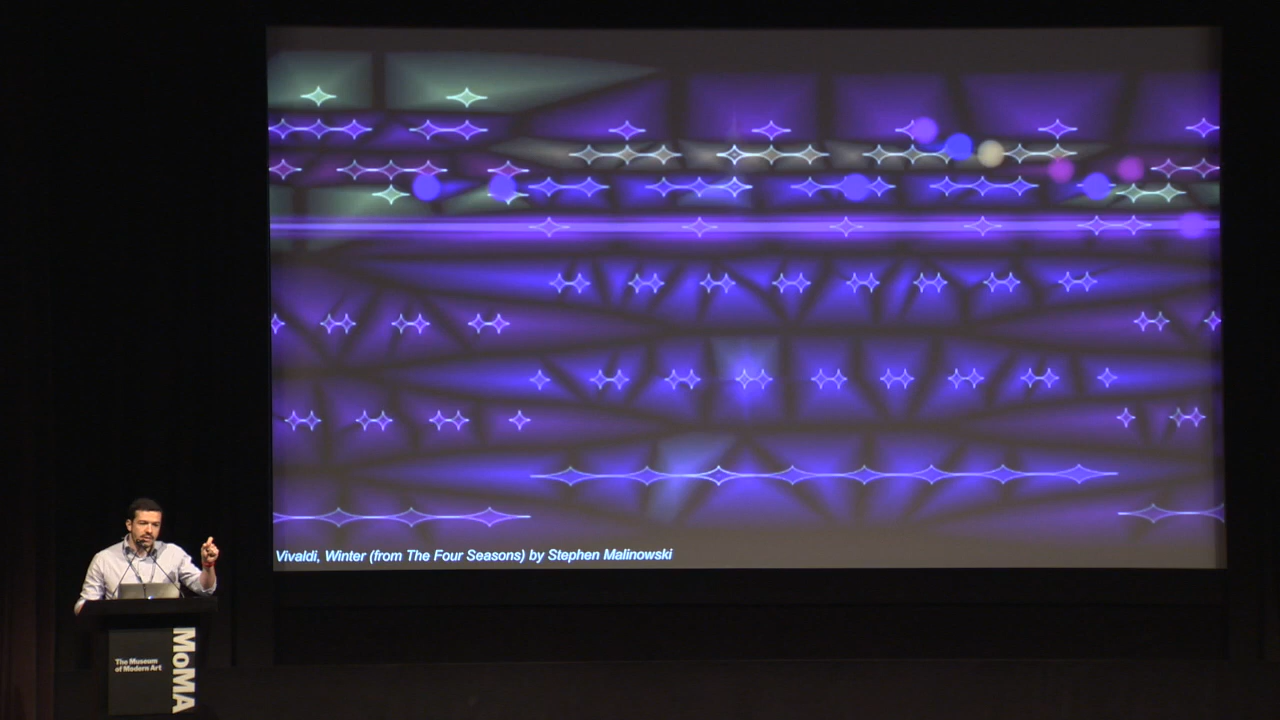 Vivaldi, Winter (from The Four Seasons) by Stephen Malinowski
The Museum
of Modern Art
MoMA